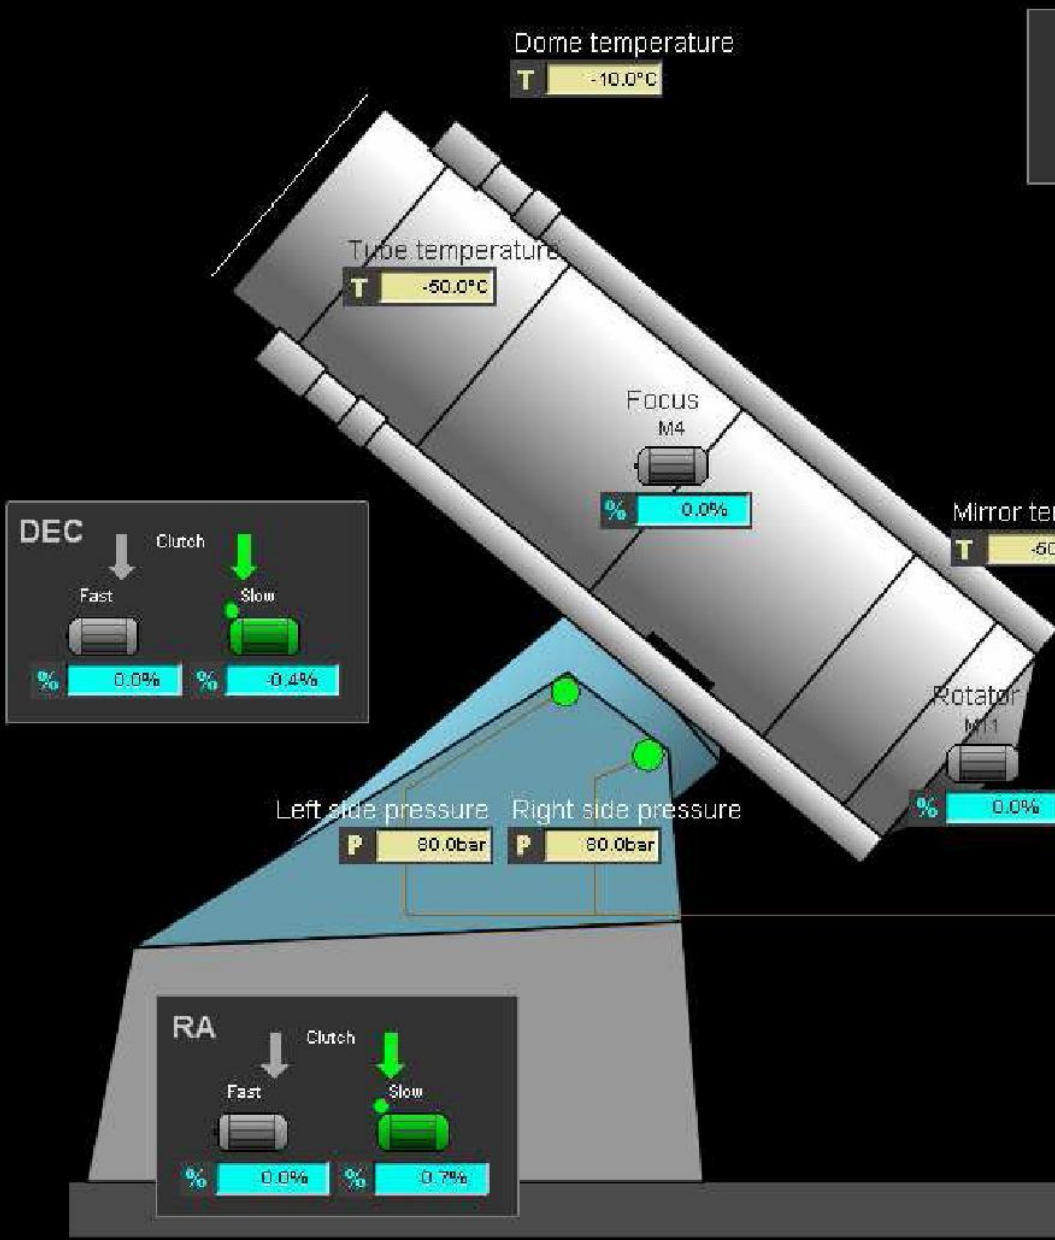 Dome temperature
T -10.0°C
Tube temperature
T -50.0°C
Focus
M4
% 0.0%
Mirror
T
DEC
Clutch
Fast Slow
% 0.0% % -0.4%
Rotator
M11
% 0.0%
Left side pressure Right side pressure
P 80.0bar P 80.0bar
RA
Clutch
Fast Slow
% 0.0% % 0.7%